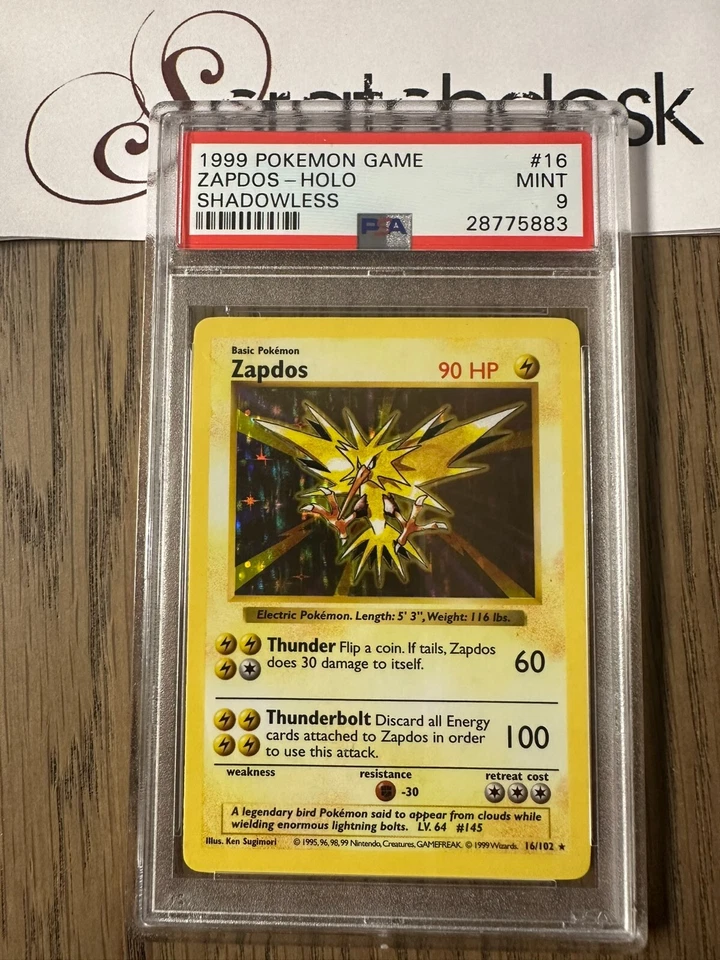 Scratchdesk
1999 POKEMON GAME #16
ZAPDOS - HOLO MINT
SHADOWLESS 9
PSA 28775883
Basic Pokémon
Zapdos 90 HP
Electric Pokémon. Length: 5' 3", Weight: 116 lbs.
Thunder Flip a coin. If tails, Zapdos
does 30 damage to itself. 60
Thunderbolt Discard all Energy
cards attached to Zapdos in order
to use this attack. 100
weakness resistance retreat cost
-30
A legendary bird Pokémon said to appear from clouds while
wielding enormous lightning bolts. LV. 64 #145
Illus. Ken Sugimori © 1995, 96, 98, 99 Nintendo, Creatures, GAMEFREAK. © 1999 Wizards. 16/102 ★